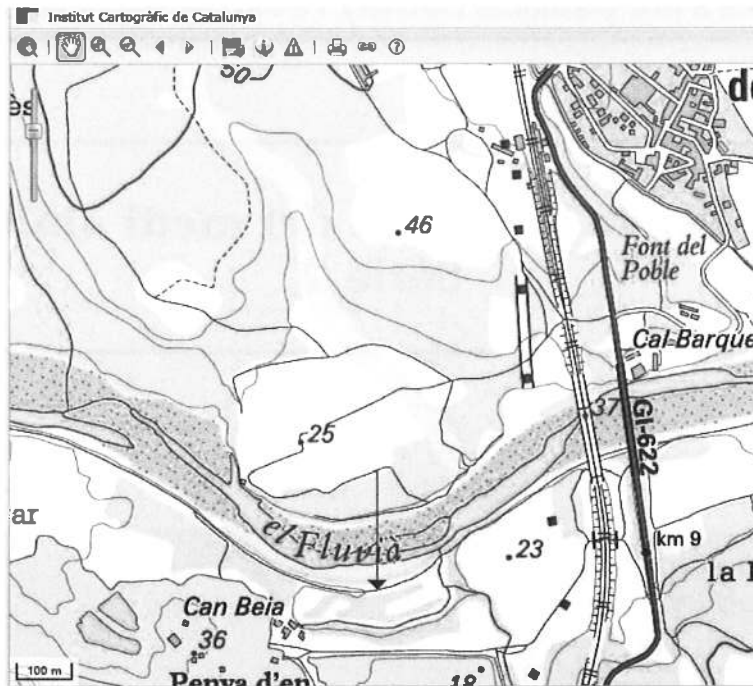 Institut Cartogràfic de Catalunya
50
46
Font del
Poble
Cal Barque
37
GI-622
25
ar
el Fluvià
23
km 9
la
Can Beia
36
100 m
Penya d'en
18